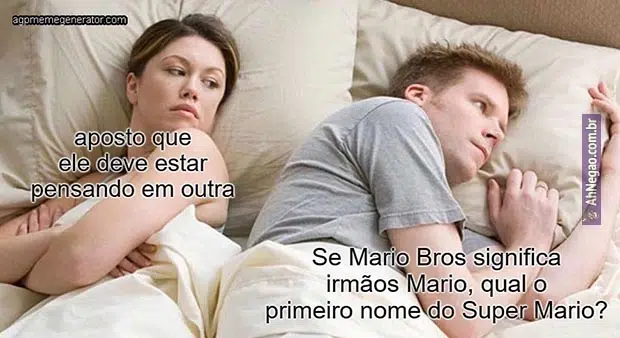 agpmemegenerator.com
aposto que
ele deve estar
pensando em outra
Se Mario Bros significa
irmãos Mario, qual o
primeiro nome do Super Mario?
AhNegao.com.br